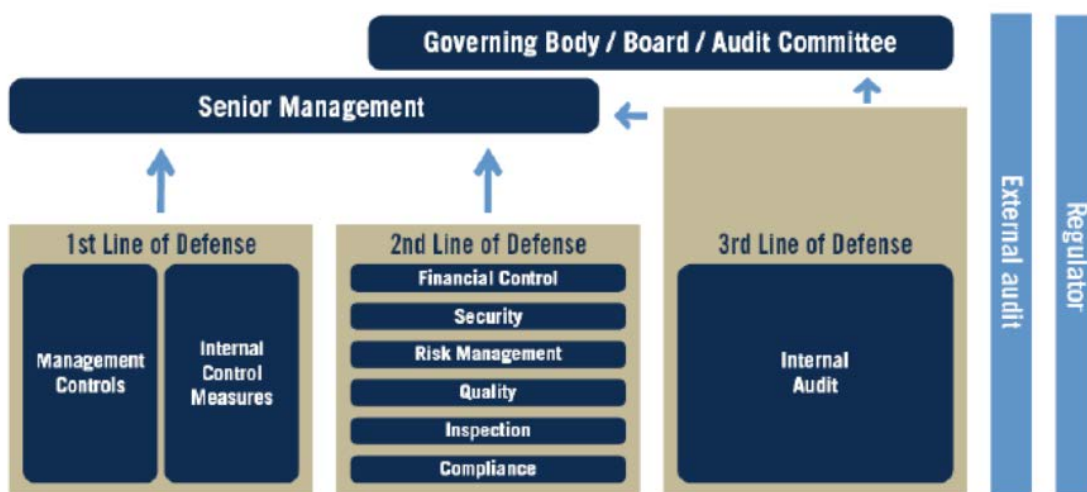 Governing Body / Board / Audit Committee
Senior Management
1st Line of Defense
Management
Controls
Internal
Control
Measures
2nd Line of Defense
Financial Control
Security
Risk Management
Quality
Inspection
Compliance
3rd Line of Defense
Internal
Audit
External audit
Regulator